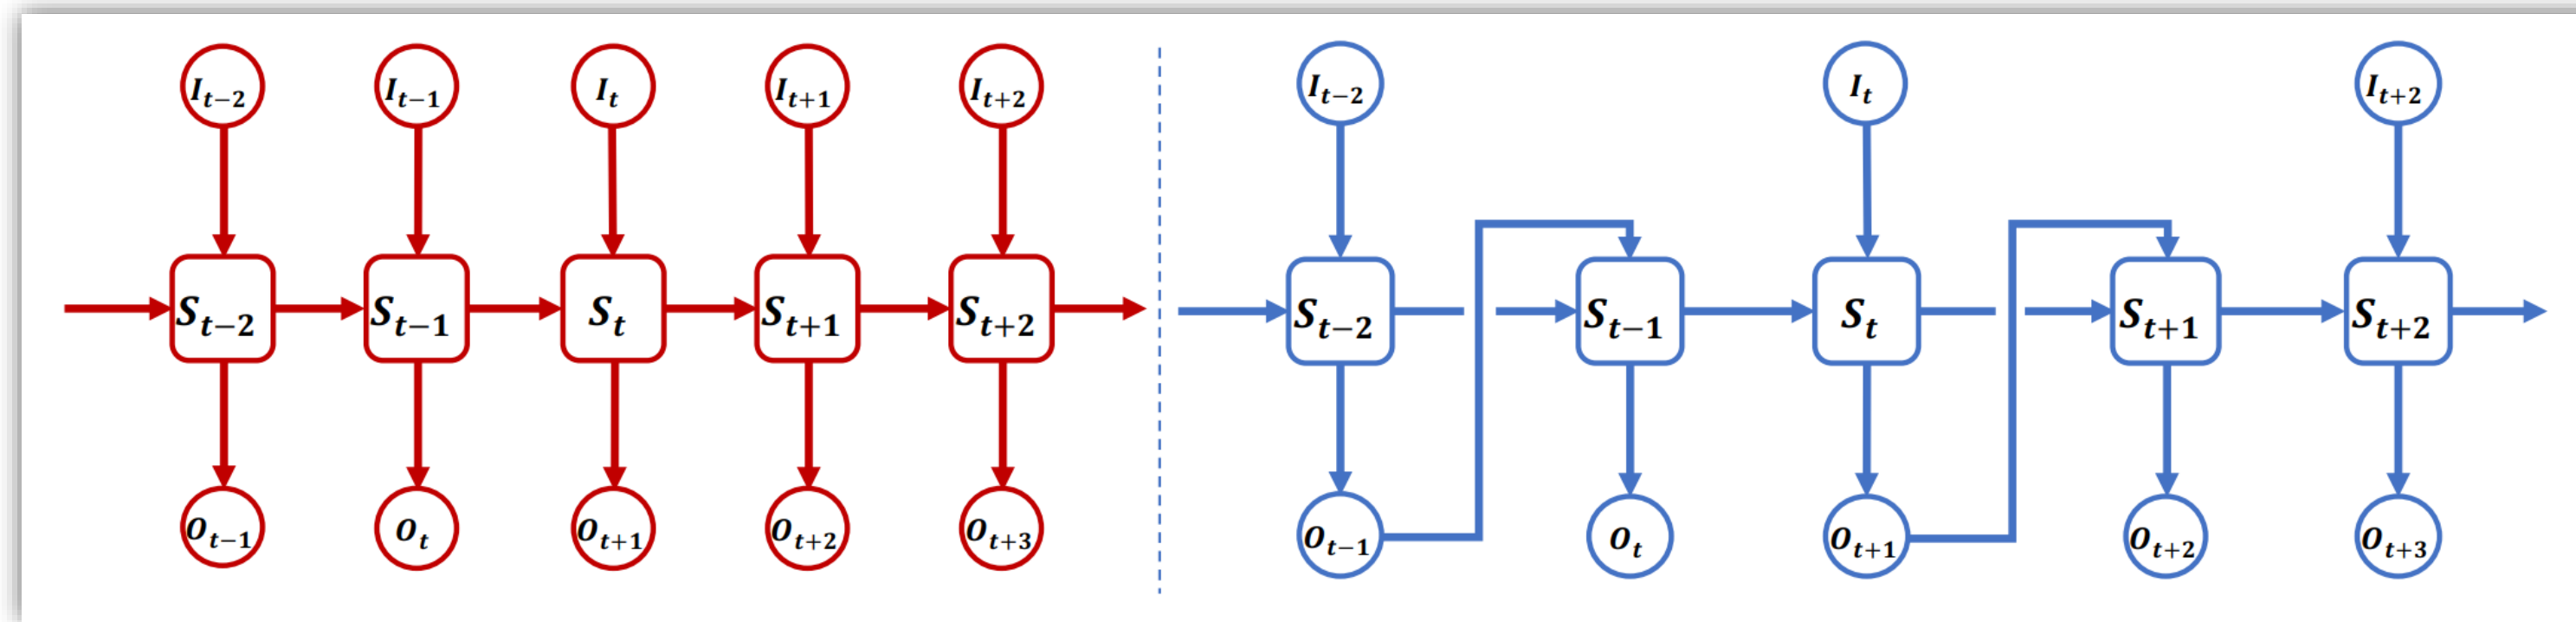 I_{t−2} I_{t−1} I_t I_{t+1} I_{t+2} I_{t−2} I_t I_{t+2}
S_{t−2} S_{t−1} S_t S_{t+1} S_{t+2} S_{t−2} S_{t−1} S_t S_{t+1} S_{t+2}
O_{t−1} O_t O_{t+1} O_{t+2} O_{t+3} O_{t−1} O_t O_{t+1} O_{t+2} O_{t+3}